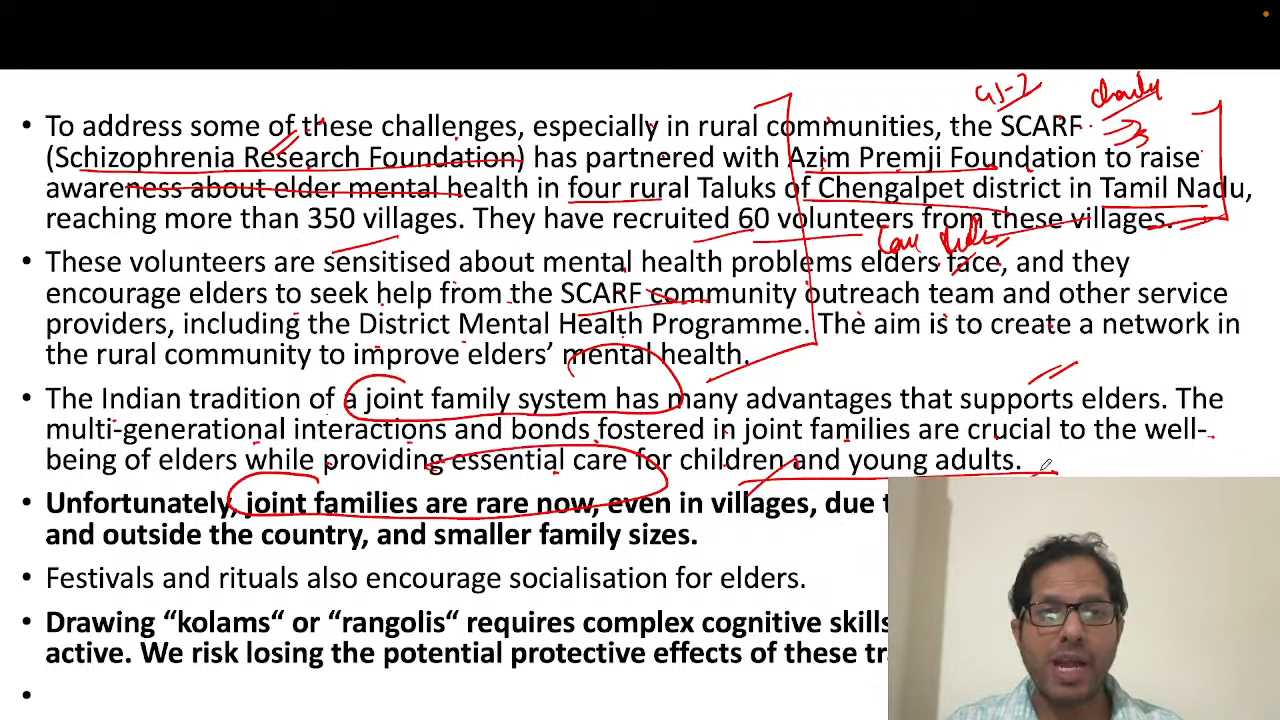 GS-2
• To address some of these challenges, especially in rural communities, the SCARF
(Schizophrenia Research Foundation) has partnered with Azim Premji Foundation to raise
awareness about elder mental health in four rural Taluks of Chengalpet district in Tamil Nadu,
reaching more than 350 villages. They have recruited 60 volunteers from these villages.
• These volunteers are sensitised about mental health problems elders face, and they
encourage elders to seek help from the SCARF community outreach team and other service
providers, including the District Mental Health Programme. The aim is to create a network in
the rural community to improve elders’ mental health.
• The Indian tradition of a joint family system has many advantages that supports elders. The
multi-generational interactions and bonds fostered in joint families are crucial to the well-
being of elders while providing essential care for children and young adults.
• Unfortunately, joint families are rare now, even in villages, due
and outside the country, and smaller family sizes.
• Festivals and rituals also encourage socialisation for elders.
• Drawing “kolams“ or “rangolis“ requires complex cognitive skills
active. We risk losing the potential protective effects of these
•